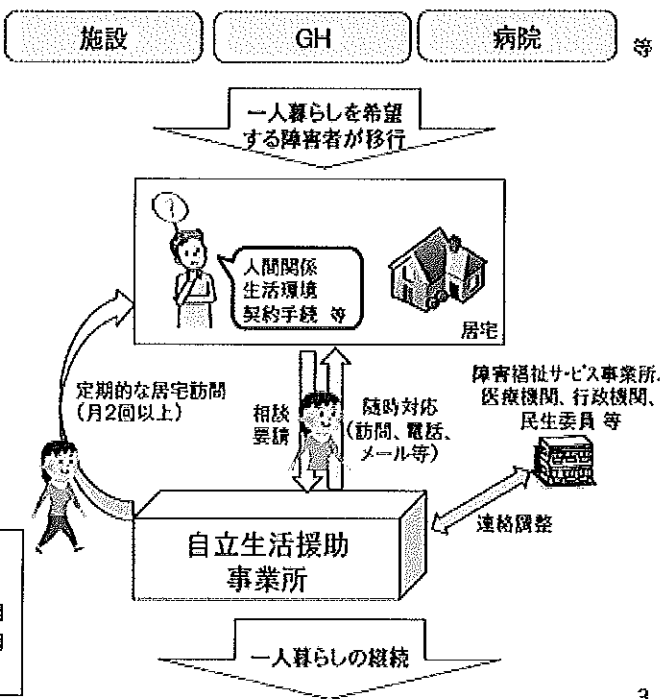 施設
GH
病院
等
一人暮らしを希望
する障害者が移行
人間関係
生活環境
契約手続 等
居宅
定期的な居宅訪問
(月2回以上)
相談
要請
随時対応
(訪問、電話、
メール等)
障害福祉サービス事業所、
医療機関、行政機関、
民生委員 等
連絡調整
自立生活援助
事業所
一人暮らしの継続
3